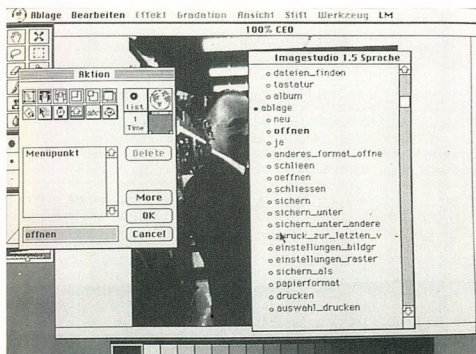 Ablage Bearbeiten Effekt Gradation Ansicht Stift Werkzeug LM
100% CEO
Aktion
list
1
Time
abc
Menüpunkt
Delete
More
OK
offnen
Cancel
Imagestudio 1.5 Sprache
dateien_finden
tastatur
album
ablage
neu
offnen
ja
anderes_format_offne
schlieen
oeffnen
schliessen
sichern
sichern_unter
sichern_unter_andere
zuruck_zur_letzten_v
einstellungen_bildgr
einstellungen_raster
sichern_als
papierformat
drucken
auswahl_drucken